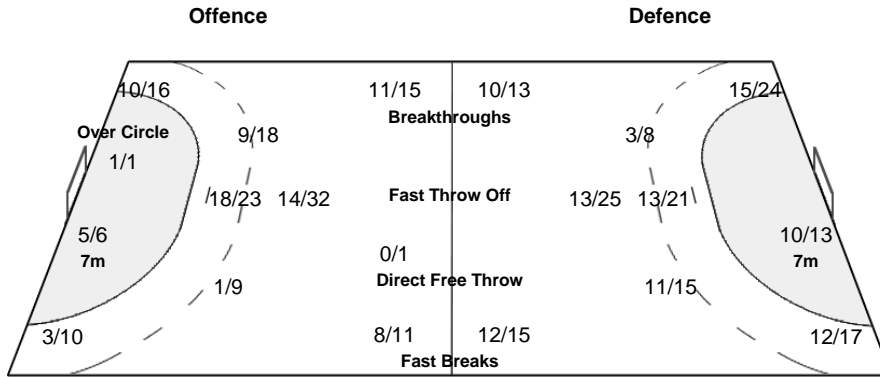 Offence Defence
10/16 11/15 10/13 15/24
Breakthroughs
Over Circle 9/18 3/8
1/1
18/23 14/32 Fast Throw Off 13/25 13/21
5/6 10/13
7m 0/1 7m
Direct Free Throw
1/9 11/15
3/10 8/11 12/15 12/17
Fast Breaks